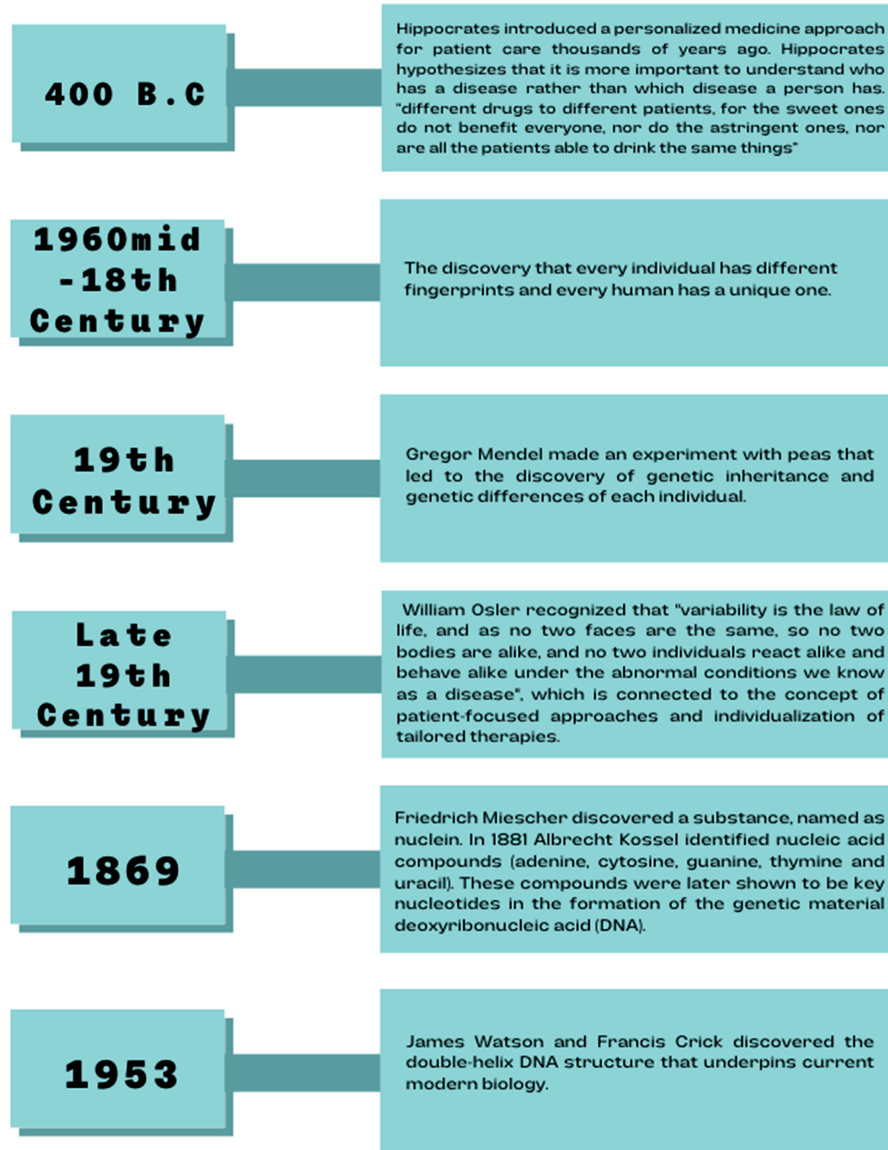 400 B.C
Hippocrates introduced a personalized medicine approach
for patient care thousands of years ago. Hippocrates
hypothesizes that it is more important to understand who
has a disease rather than which disease a person has.
"different drugs to different patients, for the sweet ones
do not benefit everyone, nor do the astringent ones, nor
are all the patients able to drink the same things"
1960mid
-18th
Century
The discovery that every individual has different
fingerprints and every human has a unique one.
19th
Century
Gregor Mendel made an experiment with peas that
led to the discovery of genetic inheritance and
genetic differences of each individual.
Late
19th
Century
William Osler recognized that "variability is the law of
life, and as no two faces are the same, so no two
bodies are alike, and no two individuals react alike and
behave alike under the abnormal conditions we know
as a disease", which is connected to the concept of
patient-focused approaches and individualization of
tailored therapies.
1869
Friedrich Miescher discovered a substance, named as
nuclein. In 1881 Albrecht Kossel identified nucleic acid
compounds (adenine, cytosine, guanine, thymine and
uracil). These compounds were later shown to be key
nucleotides in the formation of the genetic material
deoxyribonucleic acid (DNA).
1953
James Watson and Francis Crick discovered the
double-helix DNA structure that underpins current
modern biology.